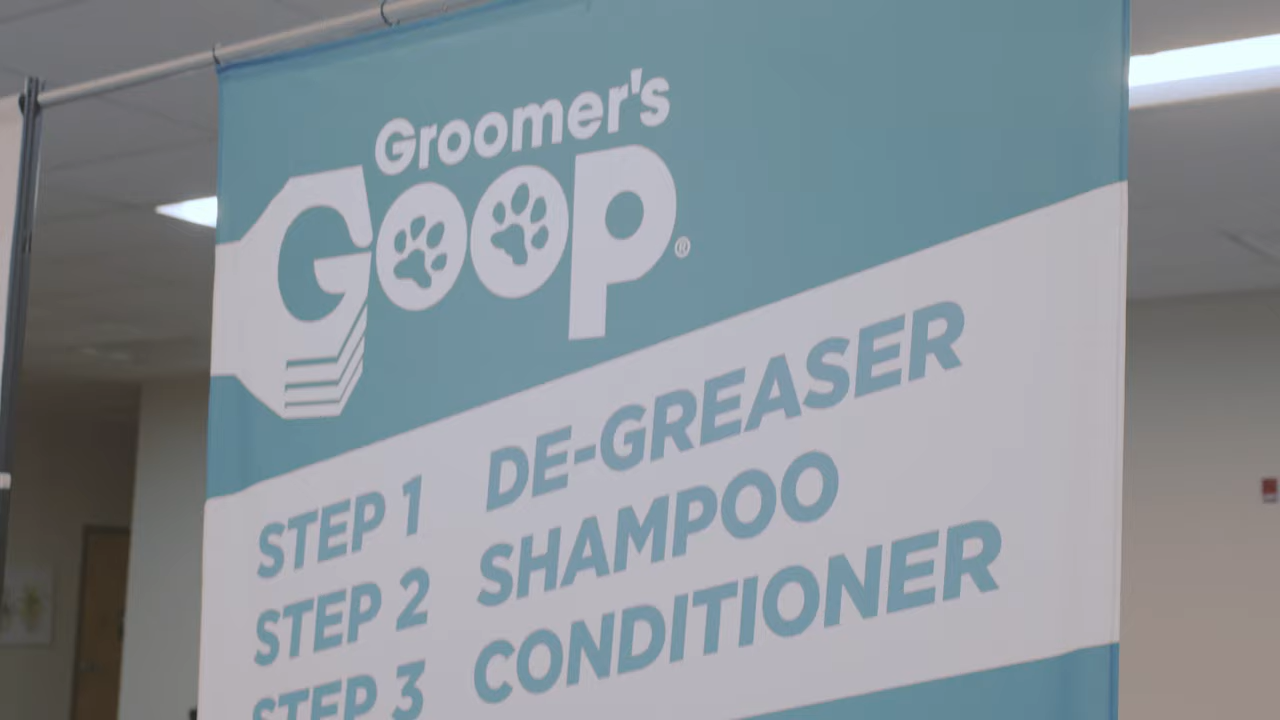 Groomer's
Goop®
STEP 1 DE-GREASER
STEP 2 SHAMPOO
STEP 3 CONDITIONER